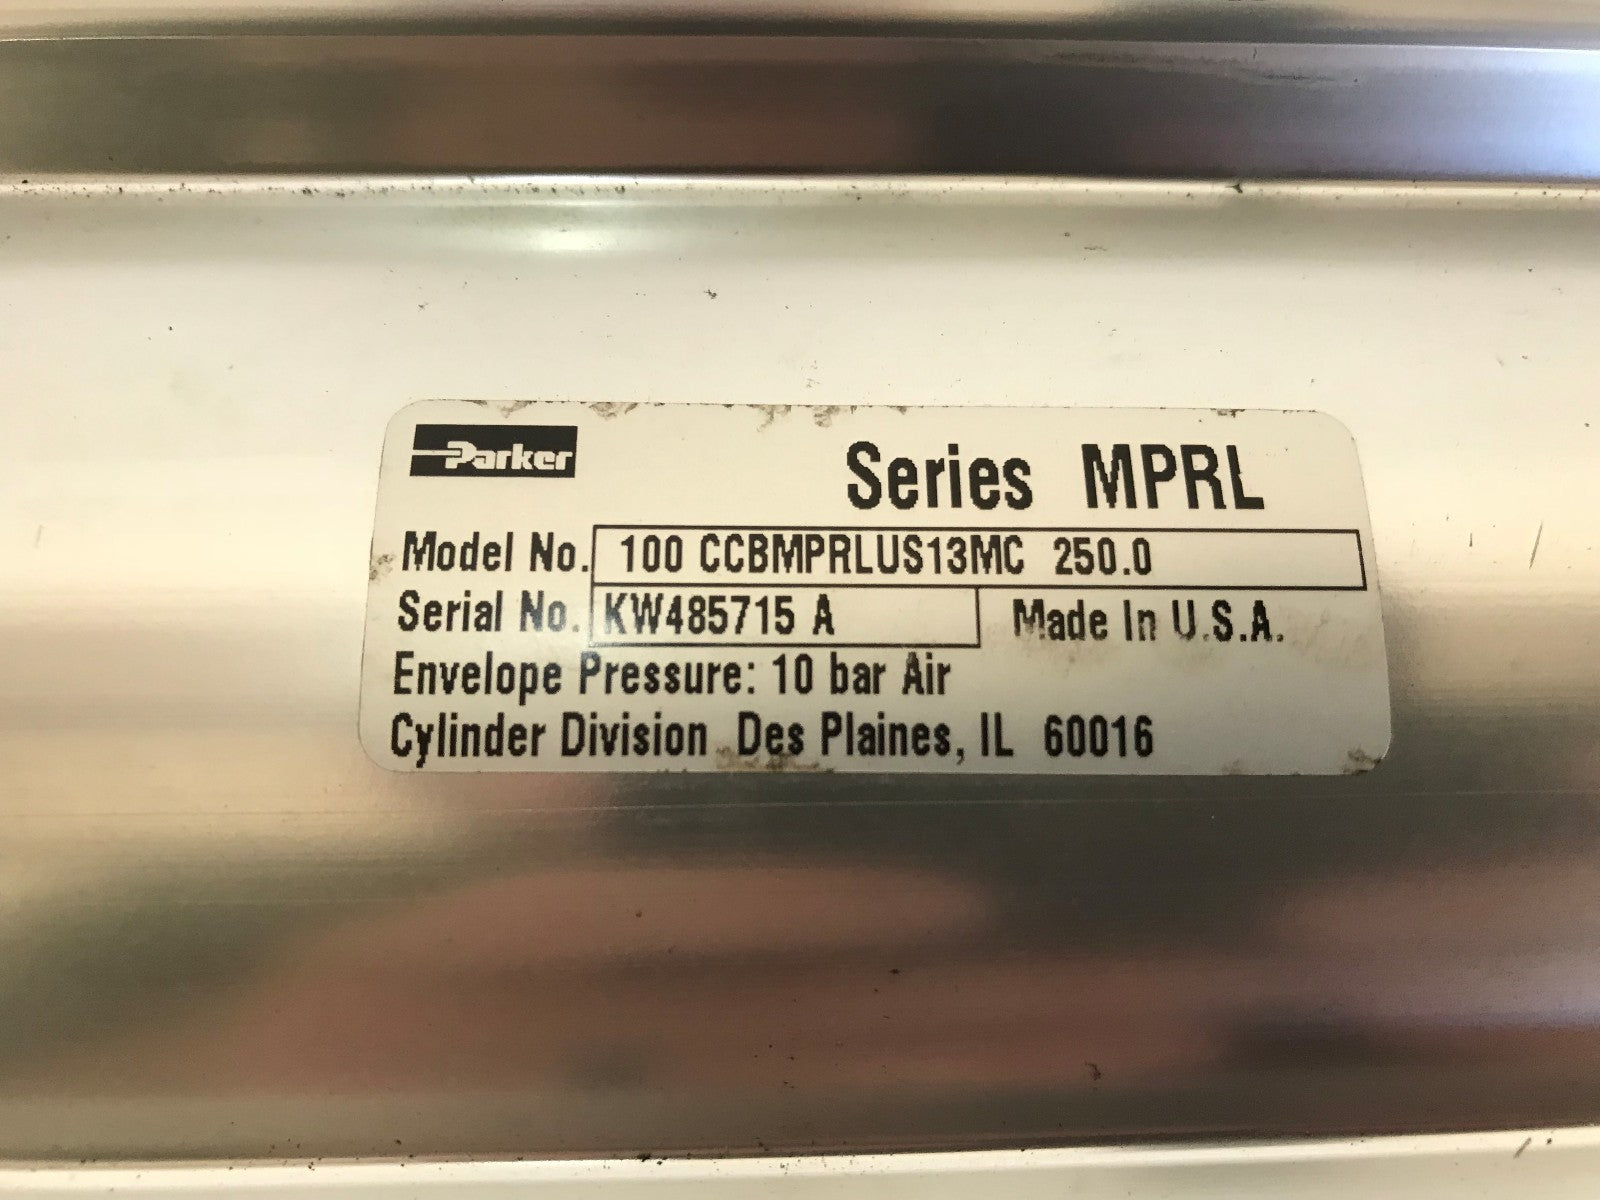 Parker
Series MPRL
Model No. 100 CCBMPRLUS13MC 250.0
Serial No. KW485715 A Made In U.S.A.
Envelope Pressure: 10 bar Air
Cylinder Division Des Plaines, IL 60016